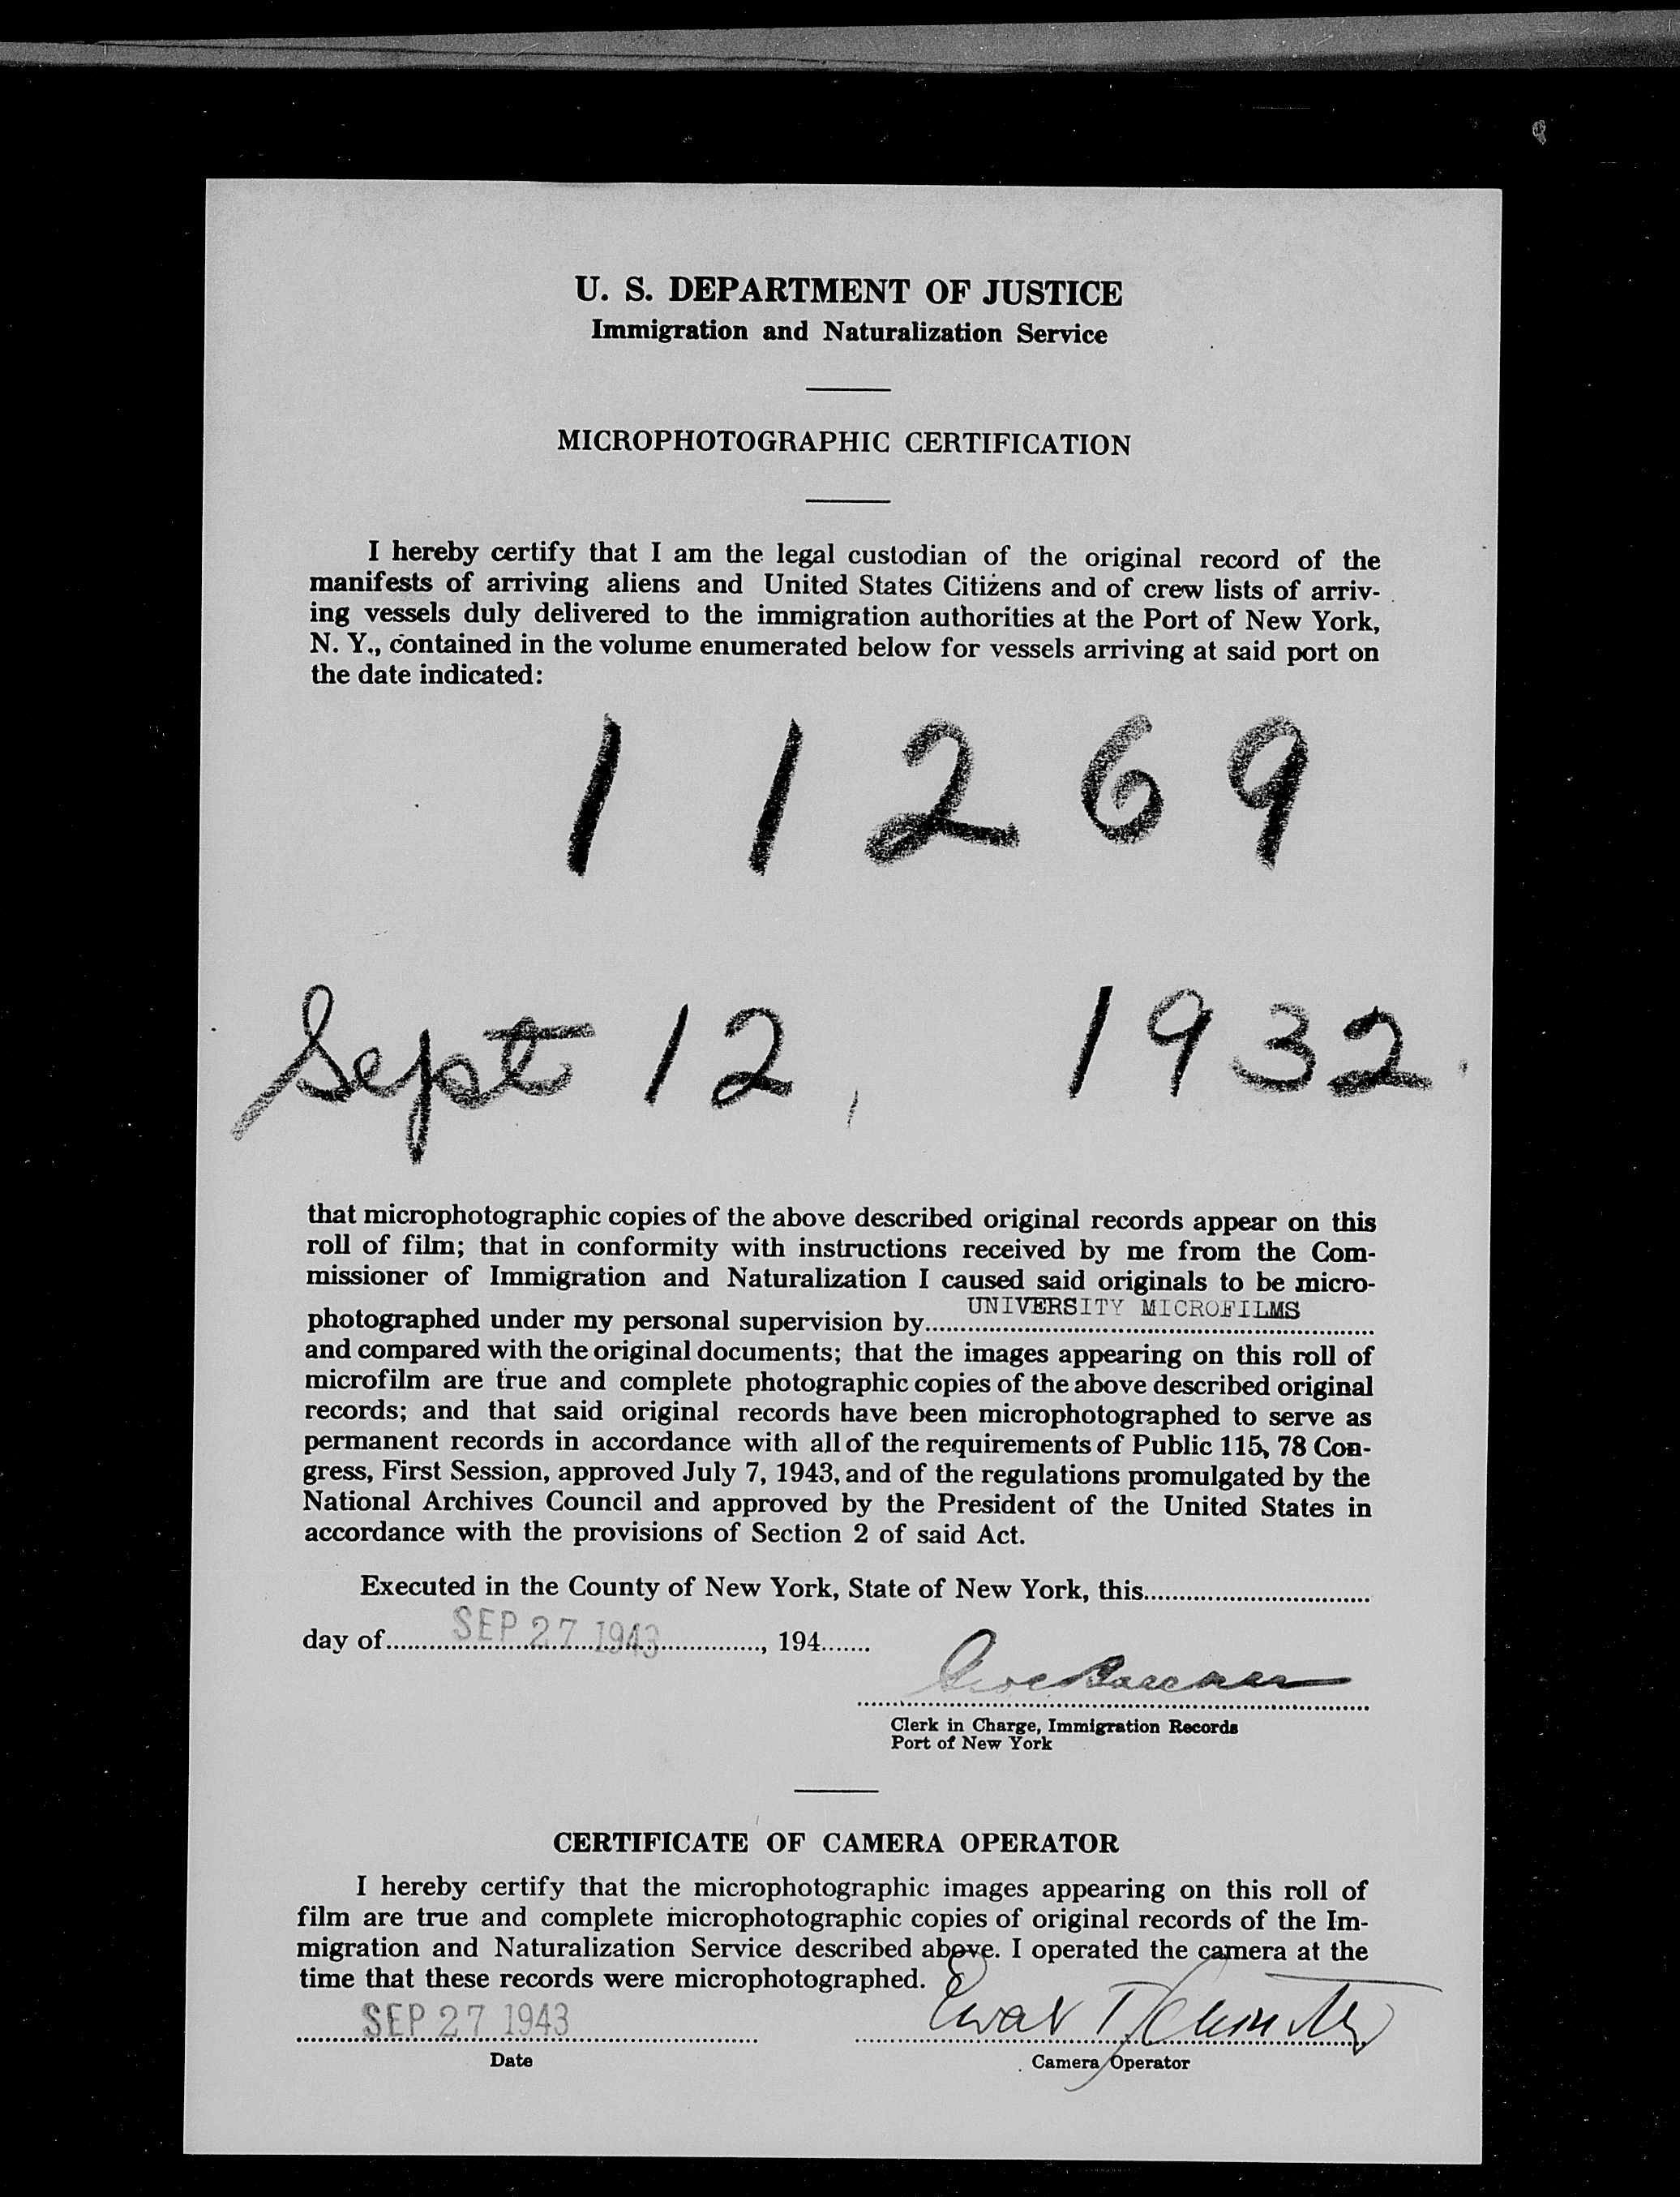 U. S. DEPARTMENT OF JUSTICE
Immigration and Naturalization Service
MICROPHOTOGRAPHIC CERTIFICATION
I hereby certify that I am the legal custodian of the original record of the
manifests of arriving aliens and United States Citizens and of crew lists of arriv-
ing vessels duly delivered to the immigration authorities at the Port of New York,
N. Y., contained in the volume enumerated below for vessels arriving at said port on
the date indicated:
11269
Sept 12, 1932.
that microphotographic copies of the above described original records appear on this
roll of film; that in conformity with instructions received by me from the Com-
missioner of Immigration and Naturalization I caused said originals to be micro-
photographed under my personal supervision by UNIVERSITY MICROFILMS
and compared with the original documents; that the images appearing on this roll of
microfilm are true and complete photographic copies of the above described original
records; and that said original records have been microphotographed to serve as
permanent records in accordance with all of the requirements of Public 115, 78 Con-
gress, First Session, approved July 7, 1943, and of the regulations promulgated by the
National Archives Council and approved by the President of the United States in
accordance with the provisions of Section 2 of said Act.
Executed in the County of New York, State of New York, this
day of SEP 27 1943, 194
Clerk in Charge, Immigration Records
Port of New York
CERTIFICATE OF CAMERA OPERATOR
I hereby certify that the microphotographic images appearing on this roll of
film are true and complete microphotographic copies of original records of the Im-
migration and Naturalization Service described above. I operated the camera at the
time that these records were microphotographed.
SEP 27 1943
Date
Camera Operator